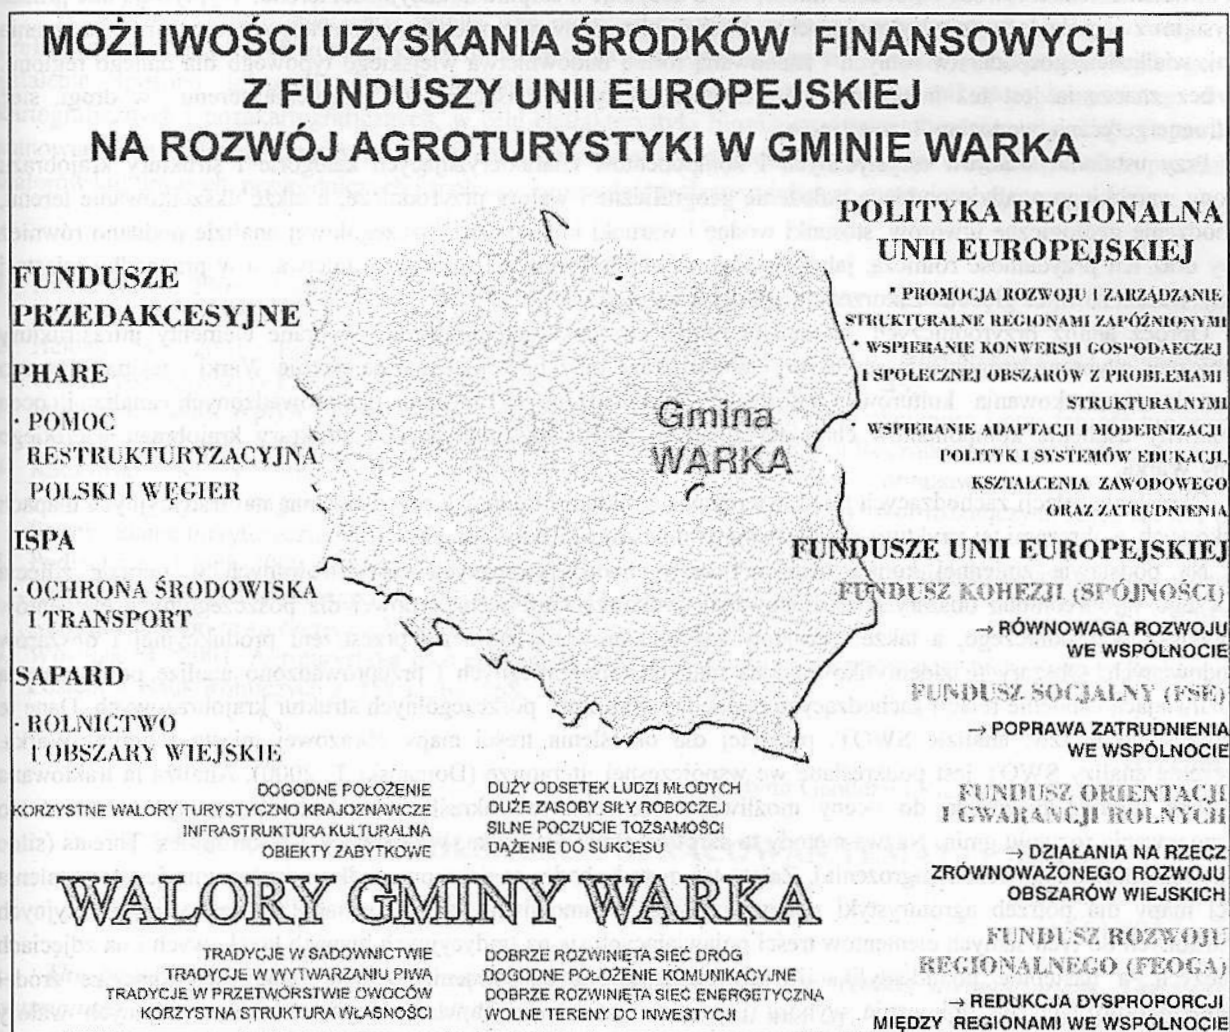 MOŻLIWOŚCI UZYSKANIA ŚRODKÓW FINANSOWYCH
Z FUNDUSZY UNII EUROPEJSKIEJ
NA ROZWÓJ AGROTURYSTYKI W GMINIE WARKA
FUNDUSZE
PRZEDAKCESYJNE
PHARE
· POMOC
RESTRUKTURYZACYJNA
POLSKI I WĘGIER
ISPA
· OCHRONA ŚRODOWISKA
I TRANSPORT
SAPARD
· ROLNICTWO
I OBSZARY WIEJSKIE
Gmina
WARKA
POLITYKA REGIONALNA
UNII EUROPEJSKIEJ
* PROMOCJA ROZWOJU I ZARZĄDZANIE
STRUKTURALNE REGIONAMI ZAPÓŹNIONYMI
* WSPIERANIE KONWERSJI GOSPODAECZEJ
I SPOŁECZNEJ OBSZARÓW Z PROBLEMAMI
STRUKTURALNYMI
* WSPIERANIE ADAPTACJI I MODERNIZACJI
POLITYK I SYSTEMÓW EDUKACJI,
KSZTAŁCENIA ZAWODOWEGO
ORAZ ZATRUDNIENIA
FUNDUSZE UNII EUROPEJSKIEJ
FUNDUSZ KOHEZJI (SPÓJNOŚCI)
→ RÓWNOWAGA ROZWOJU
WE WSPÓLNOCIE
FUNDUSZ SOCJALNY (FSE)
→ POPRAWA ZATRUDNIENIA
WE WSPÓLNOCIE
FUNDUSZ ORIENTACJI
I GWARANCJI ROLNYCH
→ DZIAŁANIA NA RZECZ
ZRÓWNOWAŻONEGO ROZWOJU
OBSZARÓW WIEJSKICH
FUNDUSZ ROZWOJU
REGIONALNEGO (FEOGA)
→ REDUKCJA DYSPROPORCJI
MIĘDZY REGIONAMI WE WSPÓLNOCIE
DOGODNE POŁOŻENIE
KORZYSTNE WALORY TURYSTYCZNO KRAJOZNAWCZE
INFRASTRUKTURA KULTURALNA
OBIEKTY ZABYTKOWE
DUŻY ODSETEK LUDZI MŁODYCH
DUŻE ZASOBY SIŁY ROBOCZEJ
SILNE POCZUCIE TOŻSAMOŚCI
DĄŻENIE DO SUKCESU
WALORY GMINY WARKA
TRADYCJE W SADOWNICTWIE
TRADYCJE W WYTWARZANIU PIWA
TRADYCJE W PRZETWÓRSTWIE OWOCÓW
KORZYSTNA STRUKTURA WŁASNOŚCI
DOBRZE ROZWINIĘTA SIEĆ DRÓG
DOGODNE POŁOŻENIE KOMUNIKACYJNE
DOBRZE ROZWINIĘTA SIEĆ ENERGETYCZNA
WOLNE TERENY DO INWESTYCJI